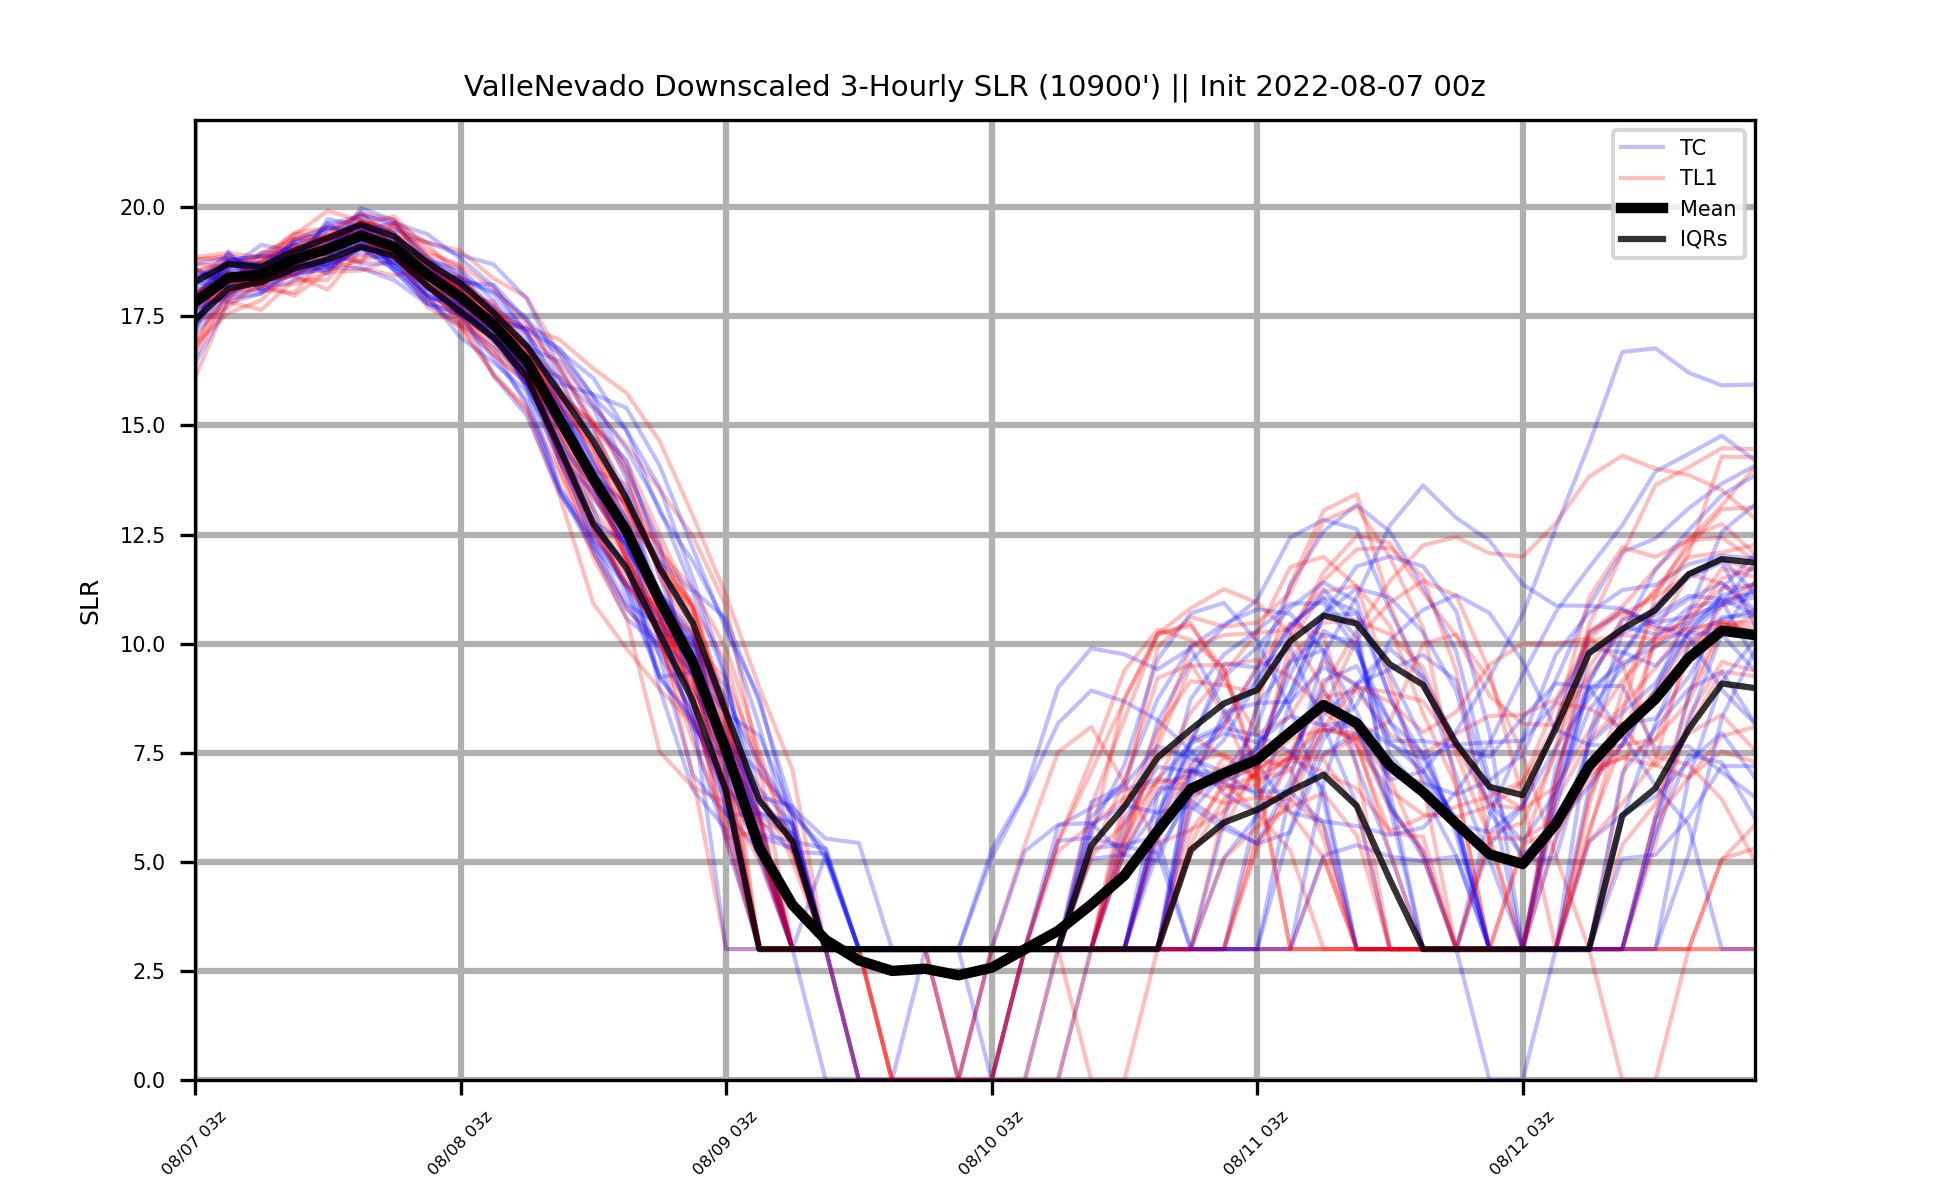 ValleNevado Downscaled 3-Hourly SLR (10900') || Init 2022-08-07 00z
TC
TL1
Mean
IQRs
SLR
20.0
17.5
15.0
12.5
10.0
7.5
5.0
2.5
0.0
08/07 03z
08/08 03z
08/09 03z
08/10 03z
08/11 03z
08/12 03z